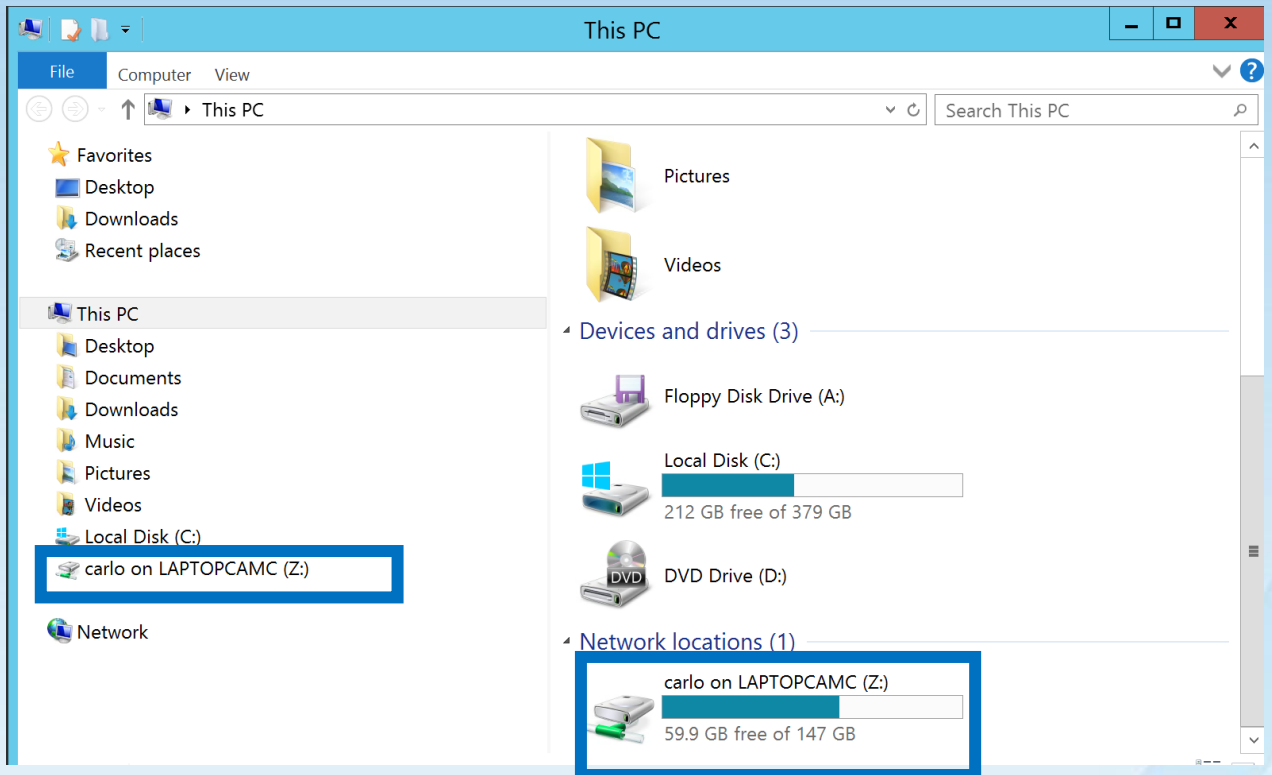 This PC
File
Computer
View
?
This PC
Search This PC
Favorites
Desktop
Downloads
Recent places
This PC
Desktop
Documents
Downloads
Music
Pictures
Videos
Local Disk (C:)
carlo on LAPTOPCAMC (Z:)
Network
Pictures
Videos
Devices and drives (3)
Floppy Disk Drive (A:)
Local Disk (C:)
212 GB free of 379 GB
DVD
DVD Drive (D:)
Network locations (1)
carlo on LAPTOPCAMC (Z:)
59.9 GB free of 147 GB